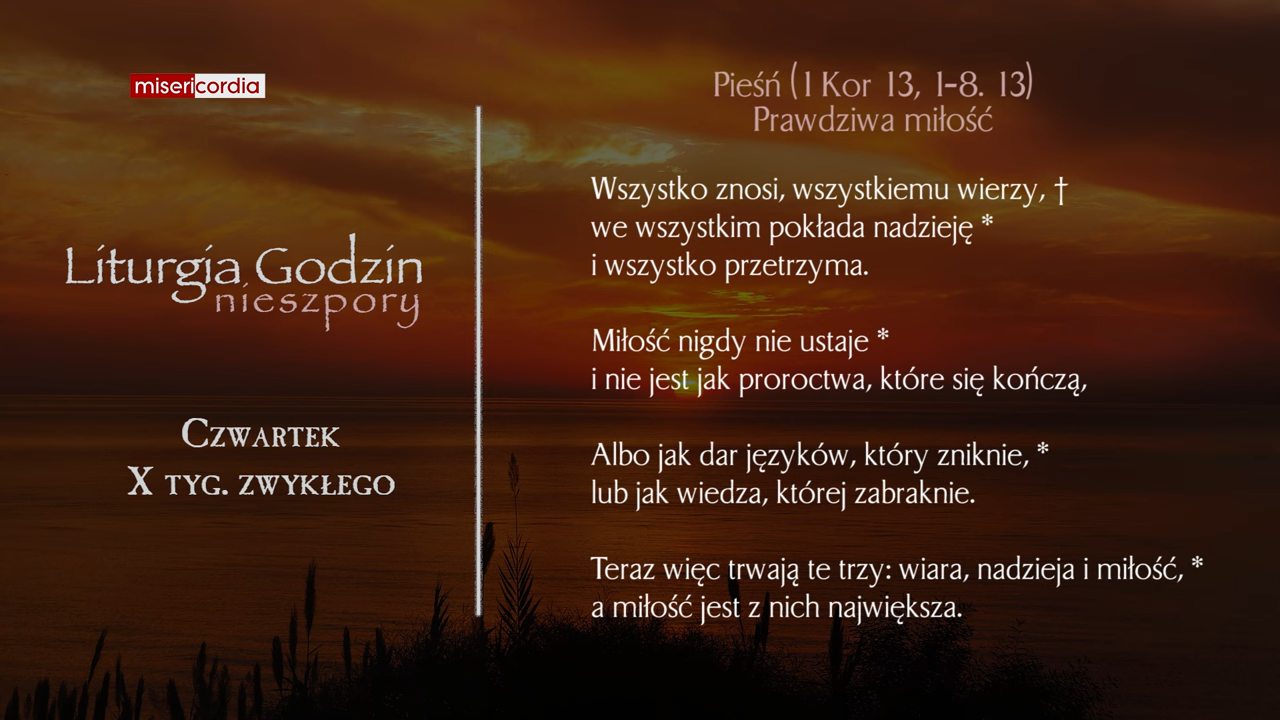 misericordia
Liturgia Godzin
nieszpory
Czwartek
X tyg. zwykłego
Pieśń (1 Kor 13, 1-8. 13)
Prawdziwa miłość
Wszystko znosi, wszystkiemu wierzy, †
we wszystkim pokłada nadzieję *
i wszystko przetrzyma.
Miłość nigdy nie ustaje *
i nie jest jak proroctwa, które się kończą,
Albo jak dar języków, który zniknie, *
lub jak wiedza, której zabraknie.
Teraz więc trwają te trzy: wiara, nadzieja i miłość, *
a miłość jest z nich największa.